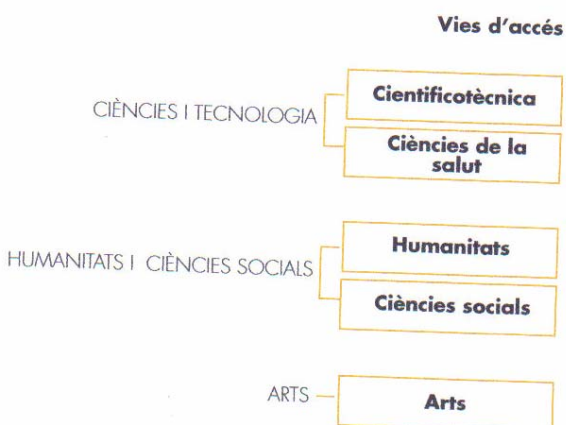 Vies d'accés
CIÈNCIES I TECNOLOGIA
Cientificotècnica
Ciències de la
salut
HUMANITATS I CIÈNCIES SOCIALS
Humanitats
Ciències socials
ARTS
Arts